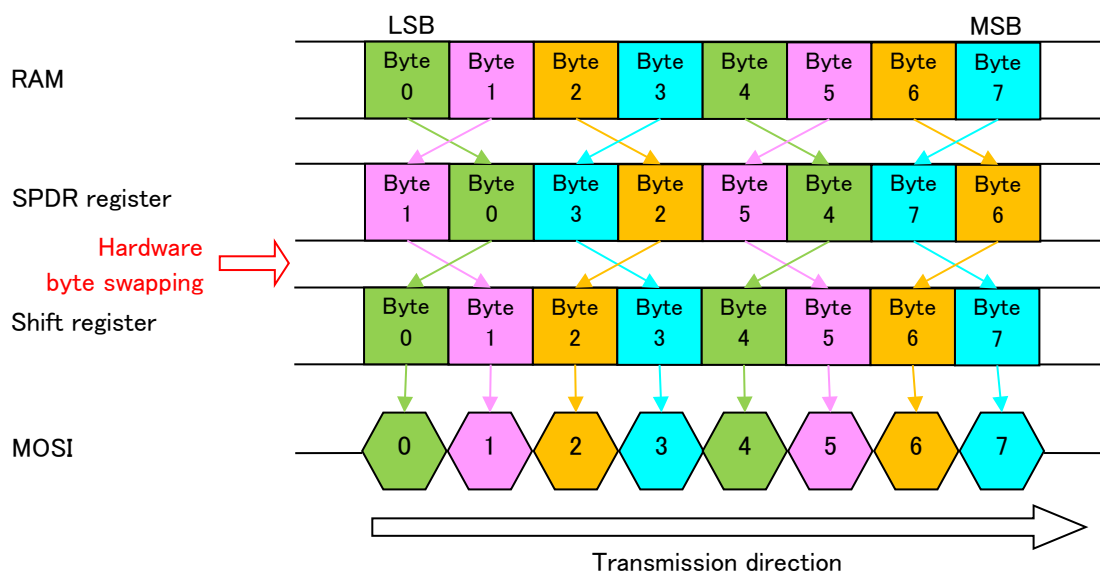 LSB MSB
RAM
Byte Byte Byte Byte Byte Byte Byte Byte
0 1 2 3 4 5 6 7
SPDR register
Byte Byte Byte Byte Byte Byte Byte Byte
1 0 3 2 5 4 7 6
Hardware
byte swapping
Shift register
Byte Byte Byte Byte Byte Byte Byte Byte
0 1 2 3 4 5 6 7
MOSI
0 1 2 3 4 5 6 7
Transmission direction